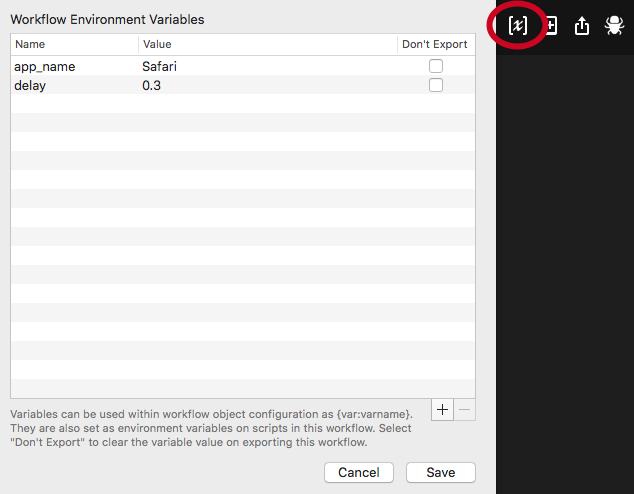 Workflow Environment Variables
Name Value Don't Export
app_name Safari
delay 0.3
+ −
Variables can be used within workflow object configuration as {var:varname}.
They are also set as environment variables on scripts in this workflow. Select
"Don't Export" to clear the variable value on exporting this workflow.
Cancel Save
[x]